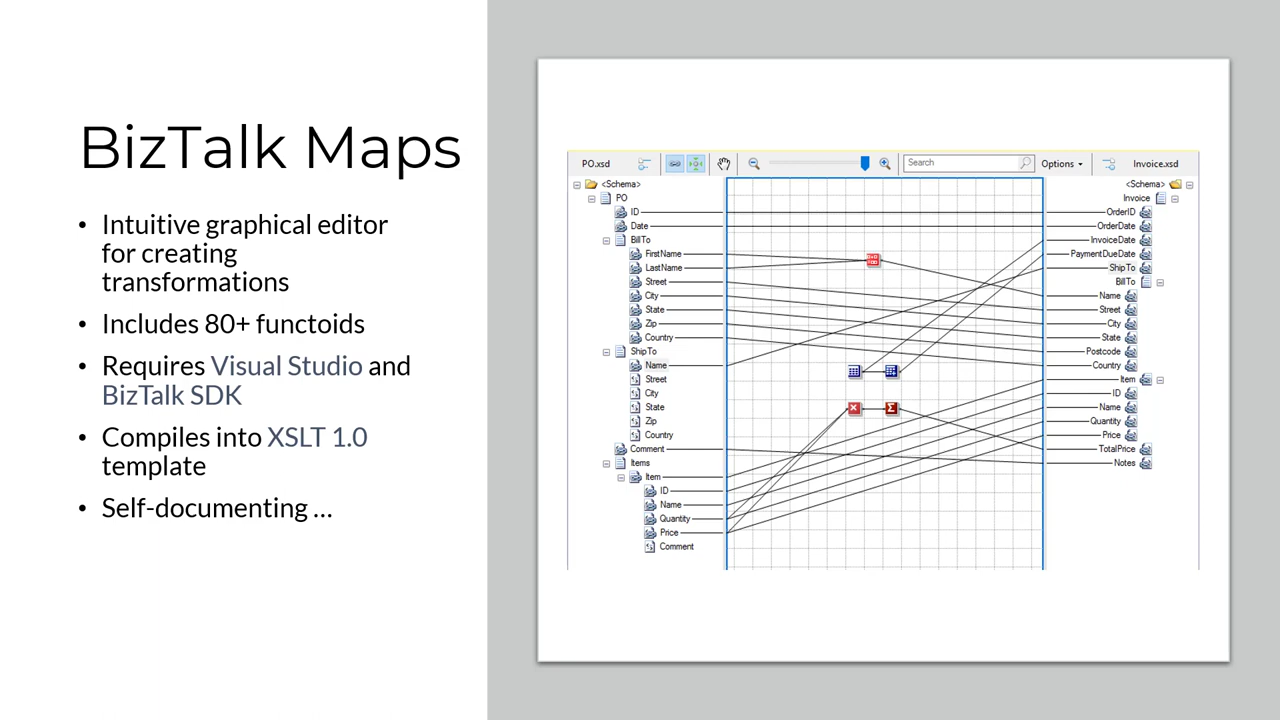 BizTalk Maps
• Intuitive graphical editor
for creating
transformations
• Includes 80+ functoids
• Requires Visual Studio and
BizTalk SDK
• Compiles into XSLT 1.0
template
• Self-documenting ...
PO.xsd
Search
Options
Invoice.xsd
<Schema>
PO
ID
Date
BillTo
FirstName
LastName
Street
City
State
Zip
Country
ShipTo
Name
Street
City
State
Zip
Country
Comment
Items
Item
ID
Name
Quantity
Price
Comment
<Schema>
Invoice
OrderID
OrderDate
InvoiceDate
PaymentDueDate
ShipTo
BillTo
Name
Street
City
State
Postcode
Country
Item
ID
Name
Quantity
Price
TotalPrice
Notes